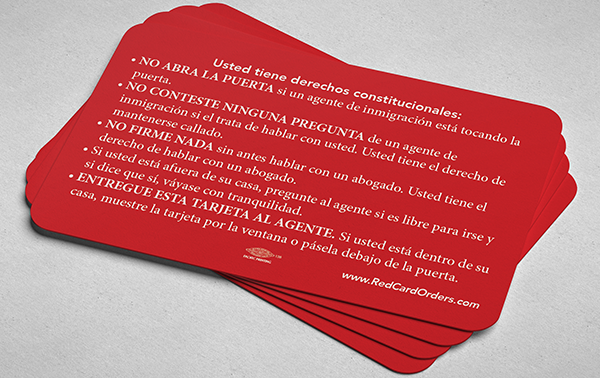 Usted tiene derechos constitucionales:
• NO ABRA LA PUERTA si un agente de inmigración está tocando la
puerta.
• NO CONTESTE NINGUNA PREGUNTA de un agente de
inmigración si el trata de hablar con usted. Usted tiene el derecho de
mantenerse callado.
• NO FIRME NADA sin antes hablar con un abogado. Usted tiene el
derecho de hablar con un abogado.
• Si usted está afuera de su casa, pregunte al agente si es libre para irse y
si dice que sí, váyase con tranquilidad.
• ENTREGUE ESTA TARJETA AL AGENTE. Si usted está dentro de su
casa, muestre la tarjeta por la ventana o pásela debajo de la puerta.
www.RedCardOrders.com